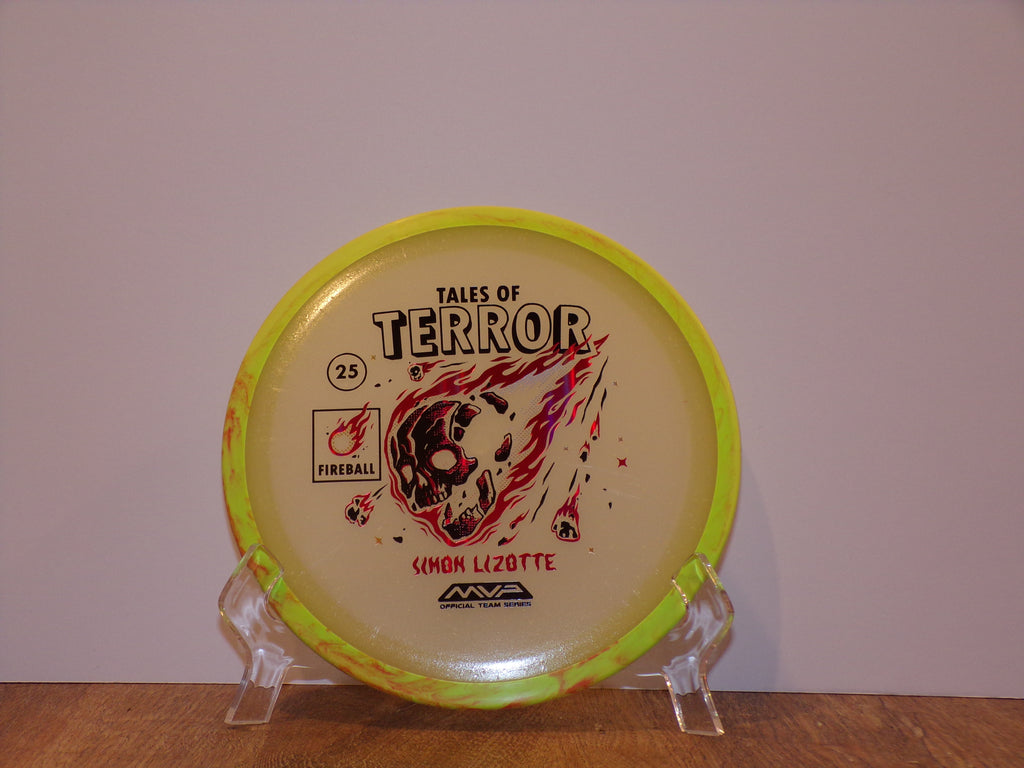 TALES OF
TERROR
25
FIREBALL
SIMON LIZOTTE
MVP
OFFICIAL TEAM SERIES